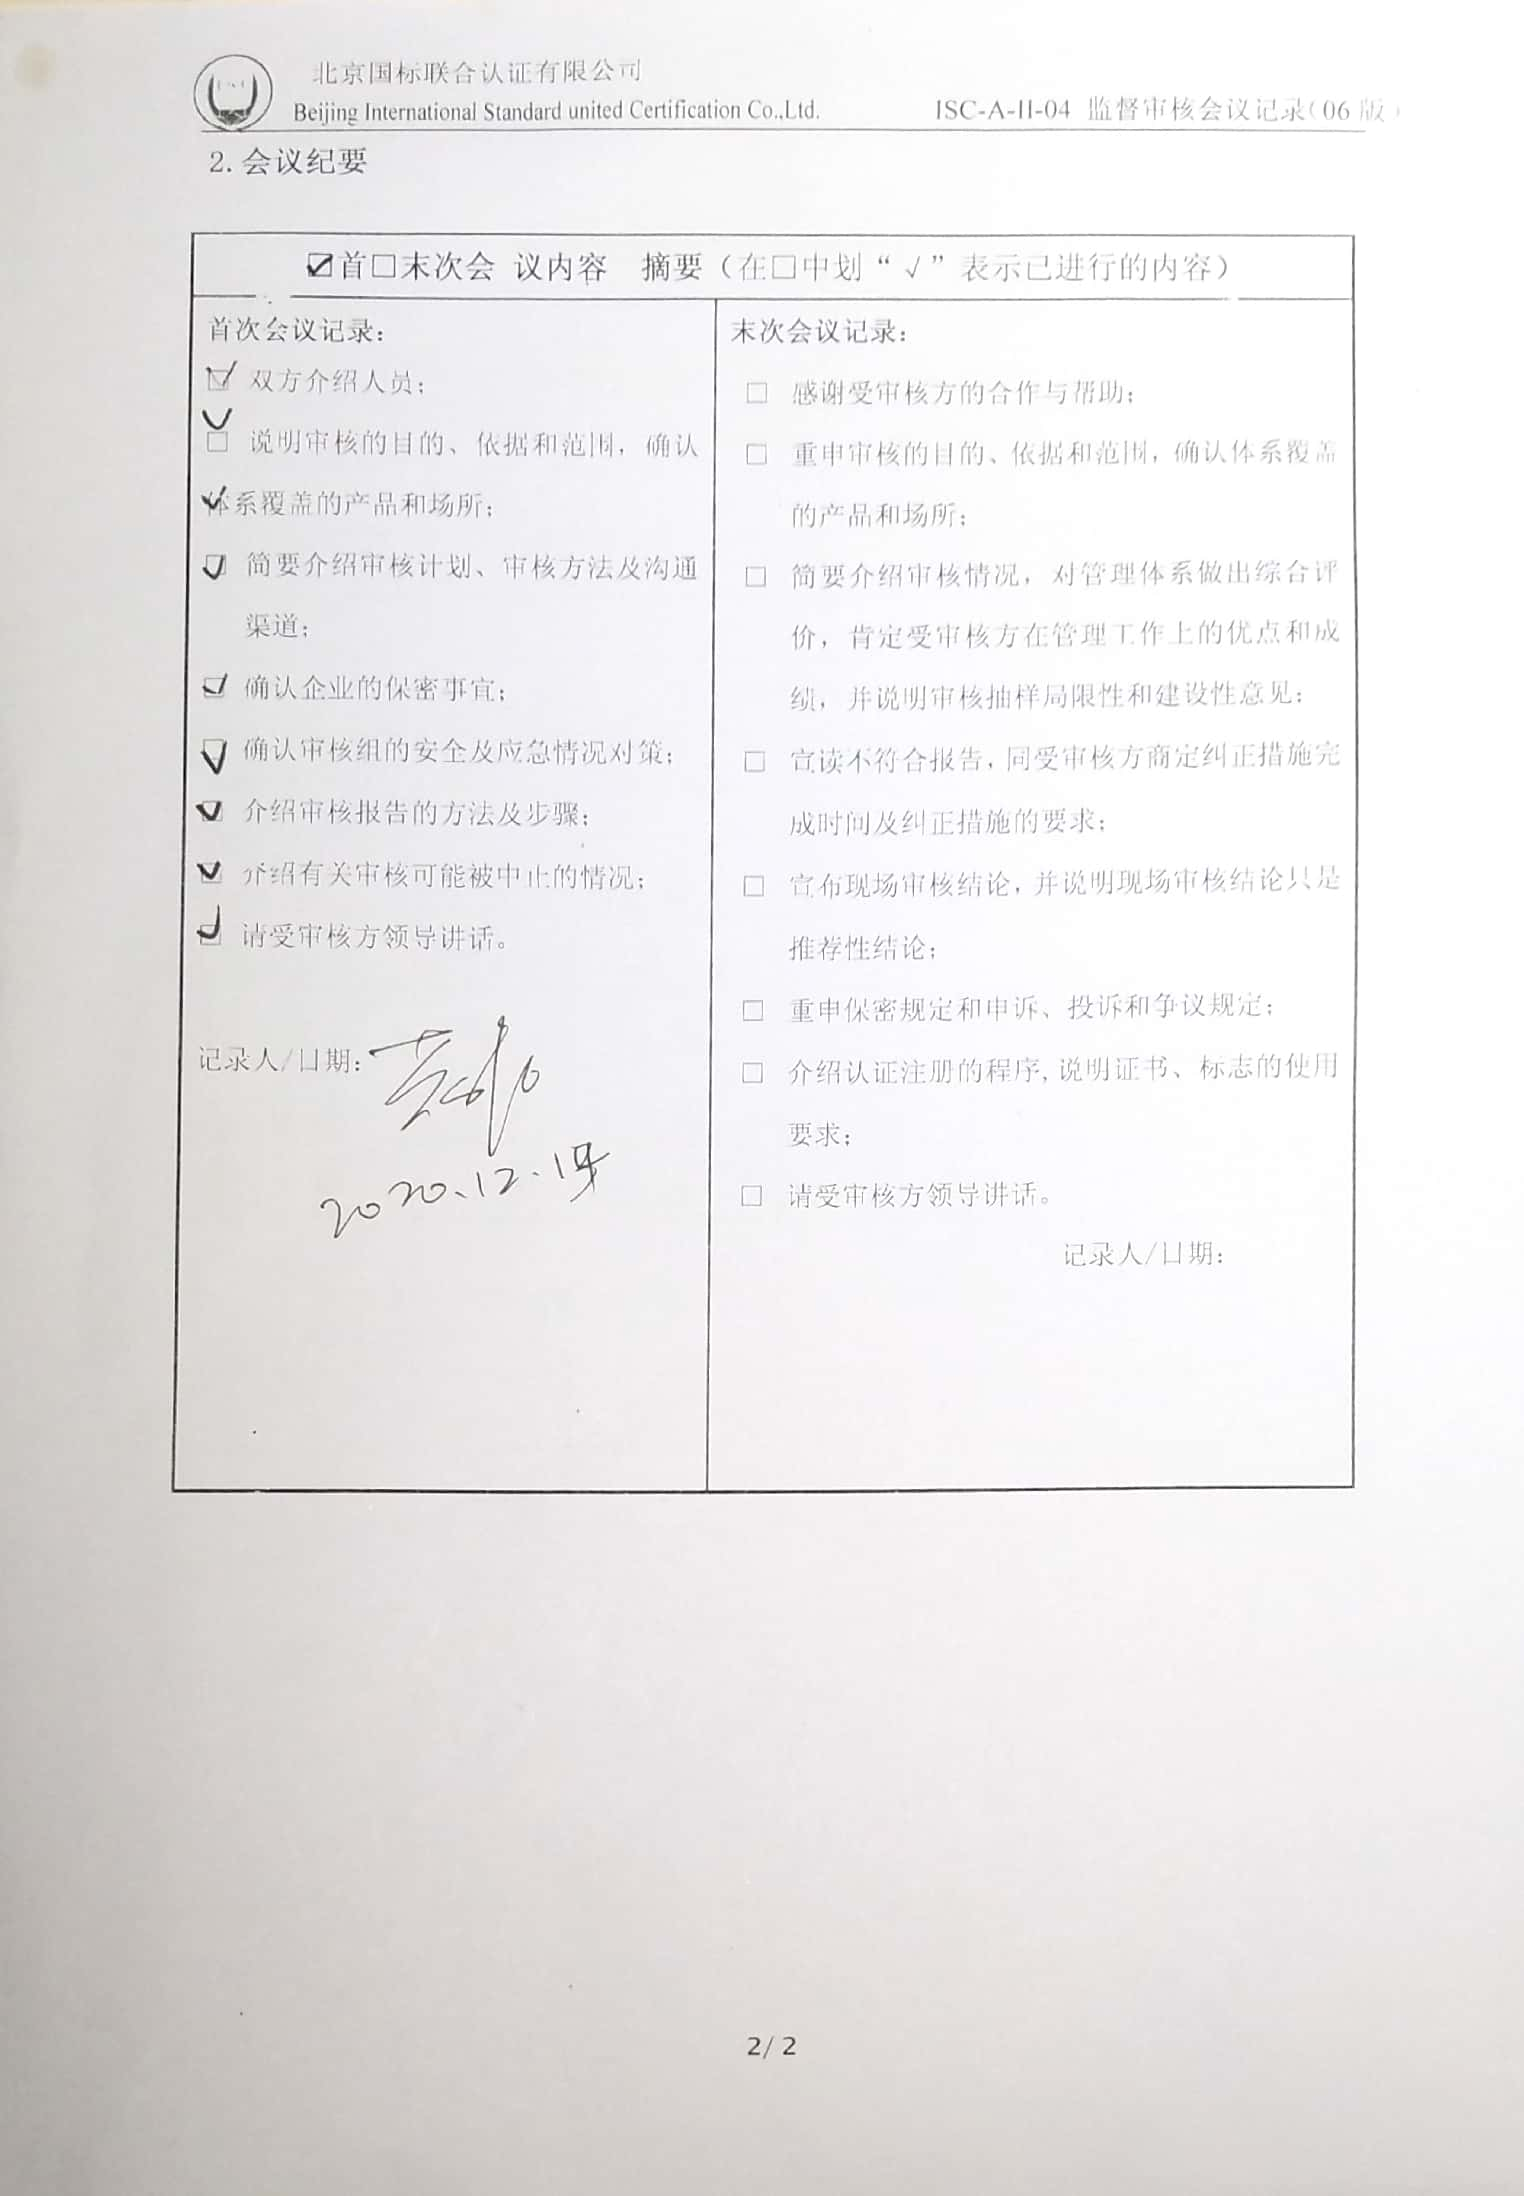 北京国标联合认证有限公司
Beijing International Standard united Certification Co.,Ltd. ISC-A-II-04 监督审核会议记录（06 版）
2. 会议纪要
☑首□末次会 议内容 摘要（在□中划“√”表示已进行的内容）
首次会议记录：
☑ 双方介绍人员；
☑ 说明审核的目的、依据和范围，确认
体系覆盖的产品和场所；
☑ 简要介绍审核计划、审核方法及沟通
渠道；
☑ 确认企业的保密事宜；
☑ 确认审核组的安全及应急情况对策；
☑ 介绍审核报告的方法及步骤；
☑ 介绍有关审核可能被中止的情况；
☑ 请受审核方领导讲话。
记录人/日期：
2020.12.14
末次会议记录：
□ 感谢受审核方的合作与帮助；
□ 重申审核的目的、依据和范围，确认体系覆盖
的产品和场所；
□ 简要介绍审核情况，对管理体系做出综合评
价，肯定受审核方在管理工作上的优点和成
绩，并说明审核抽样局限性和建设性意见；
□ 宣读不符合报告，同受审核方商定纠正措施完
成时间及纠正措施的要求；
□ 宣布现场审核结论，并说明现场审核结论只是
推荐性结论；
□ 重申保密规定和申诉、投诉和争议规定；
□ 介绍认证注册的程序，说明证书、标志的使用
要求；
□ 请受审核方领导讲话。
记录人/日期：
2/ 2